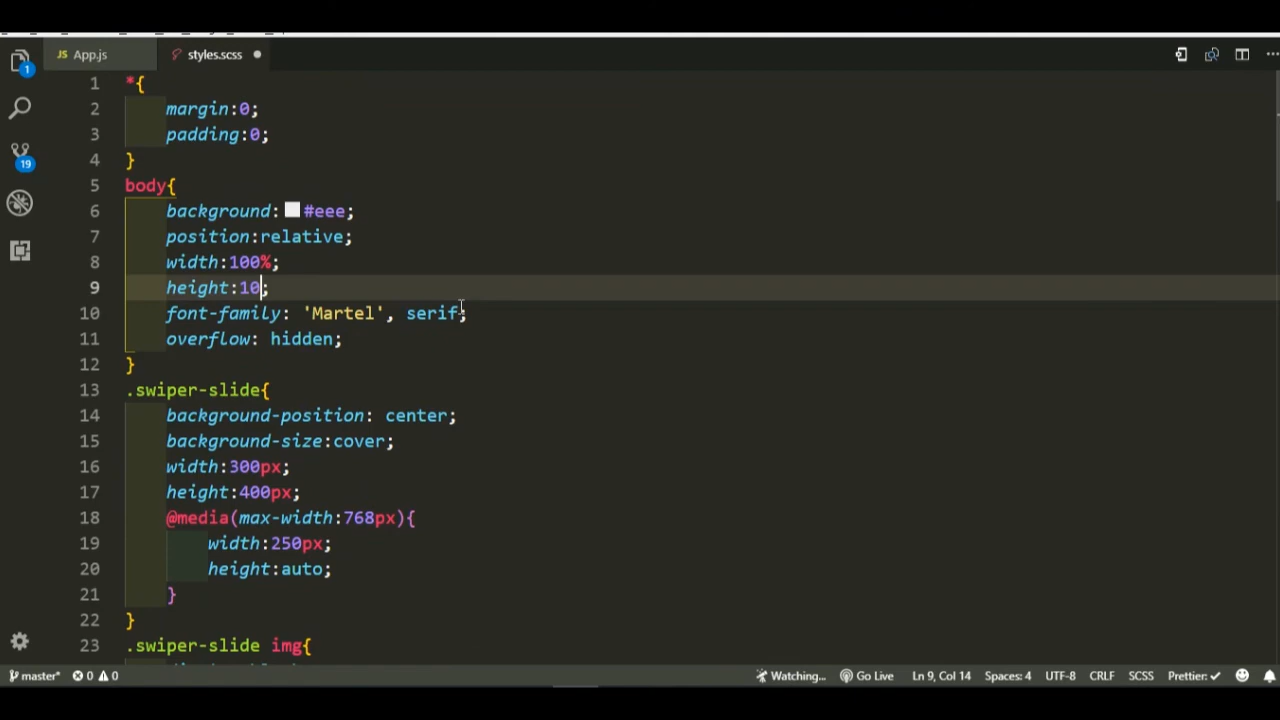 JS App.js styles.scss
1 *{
2 margin:0;
3 padding:0;
4 }
5 body{
6 background: #eee;
7 position:relative;
8 width:100%;
9 height:10;
10 font-family: 'Martel', serif;
11 overflow: hidden;
12 }
13 .swiper-slide{
14 background-position: center;
15 background-size:cover;
16 width:300px;
17 height:400px;
18 @media(max-width:768px){
19 width:250px;
20 height:auto;
21 }
22 }
23 .swiper-slide img{
1
19
master* 0 0 Watching... Go Live Ln 9, Col 14 Spaces: 4 UTF-8 CRLF SCSS Prettier: